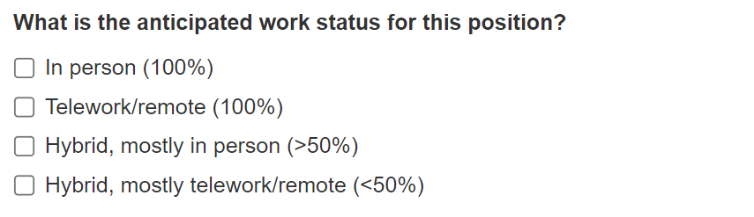 What is the anticipated work status for this position?
In person (100%)
Telework/remote (100%)
Hybrid, mostly in person (>50%)
Hybrid, mostly telework/remote (<50%)